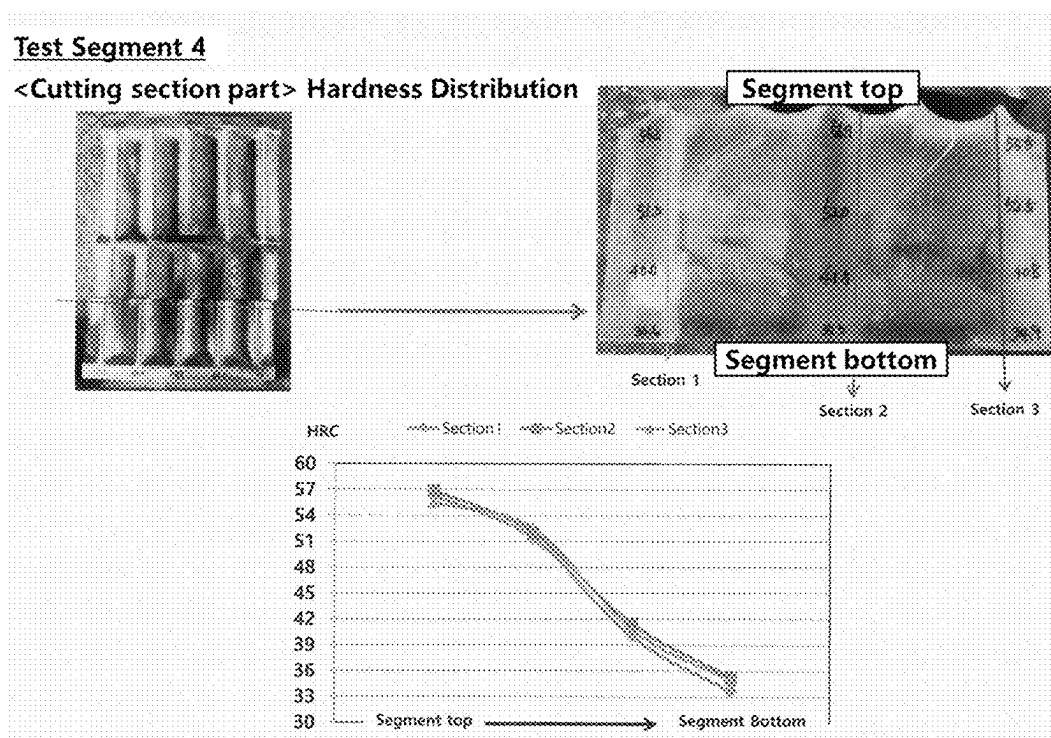 Test Segment 4
<Cutting section part> Hardness Distribution
Segment top
Segment bottom
Section 1
Section 2
Section 3
HRC
Section1
Section2
Section3
60
57
54
51
48
45
42
39
36
33
30
Segment top
Segment Bottom